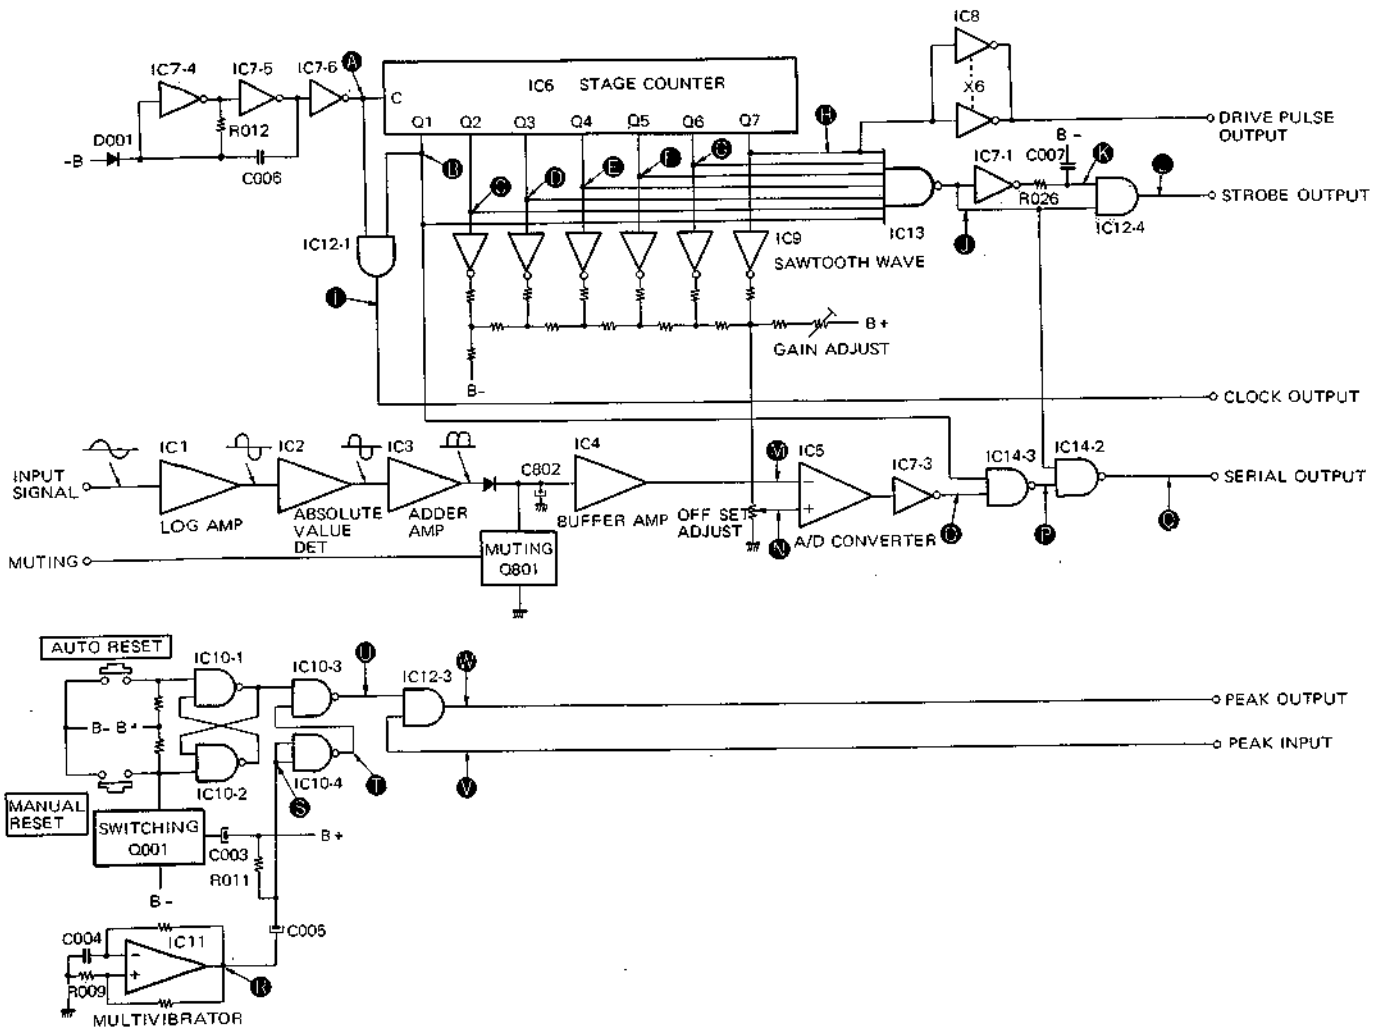 IC8
IC7-4
IC7-5
IC7-6
A
IC6 STAGE COUNTER
C
X6
Q1
Q2
Q3
Q4
Q5
Q6
Q7
H
R012
DRIVE PULSE
OUTPUT
D001
B-
-B
C006
B
C
D
E
F
G
IC7-1
C007
K
L
R026
STROBE OUTPUT
IC12-1
IC13
J
IC12-4
IC9
SAWTOOTH WAVE
I
B+
GAIN ADJUST
B-
CLOCK OUTPUT
IC1
IC2
IC3
IC4
IC5
M
C802
IC7-3
IC14-3
IC14-2
INPUT
SIGNAL
SERIAL OUTPUT
LOG AMP
ABSOLUTE
VALUE
DET
ADDER
AMP
BUFFER AMP
OFF SET
ADJUST
N
A/D CONVERTER
O
P
Q
MUTING
MUTING
Q801
AUTO RESET
IC10-1
IC10-3
U
IC12-3
W
PEAK OUTPUT
B- B+
PEAK INPUT
IC10-2
IC10-4
S
T
V
MANUAL
RESET
SWITCHING
Q001
C003
B+
R011
B-
C005
C004
IC11
R009
R
MULTIVIBRATOR